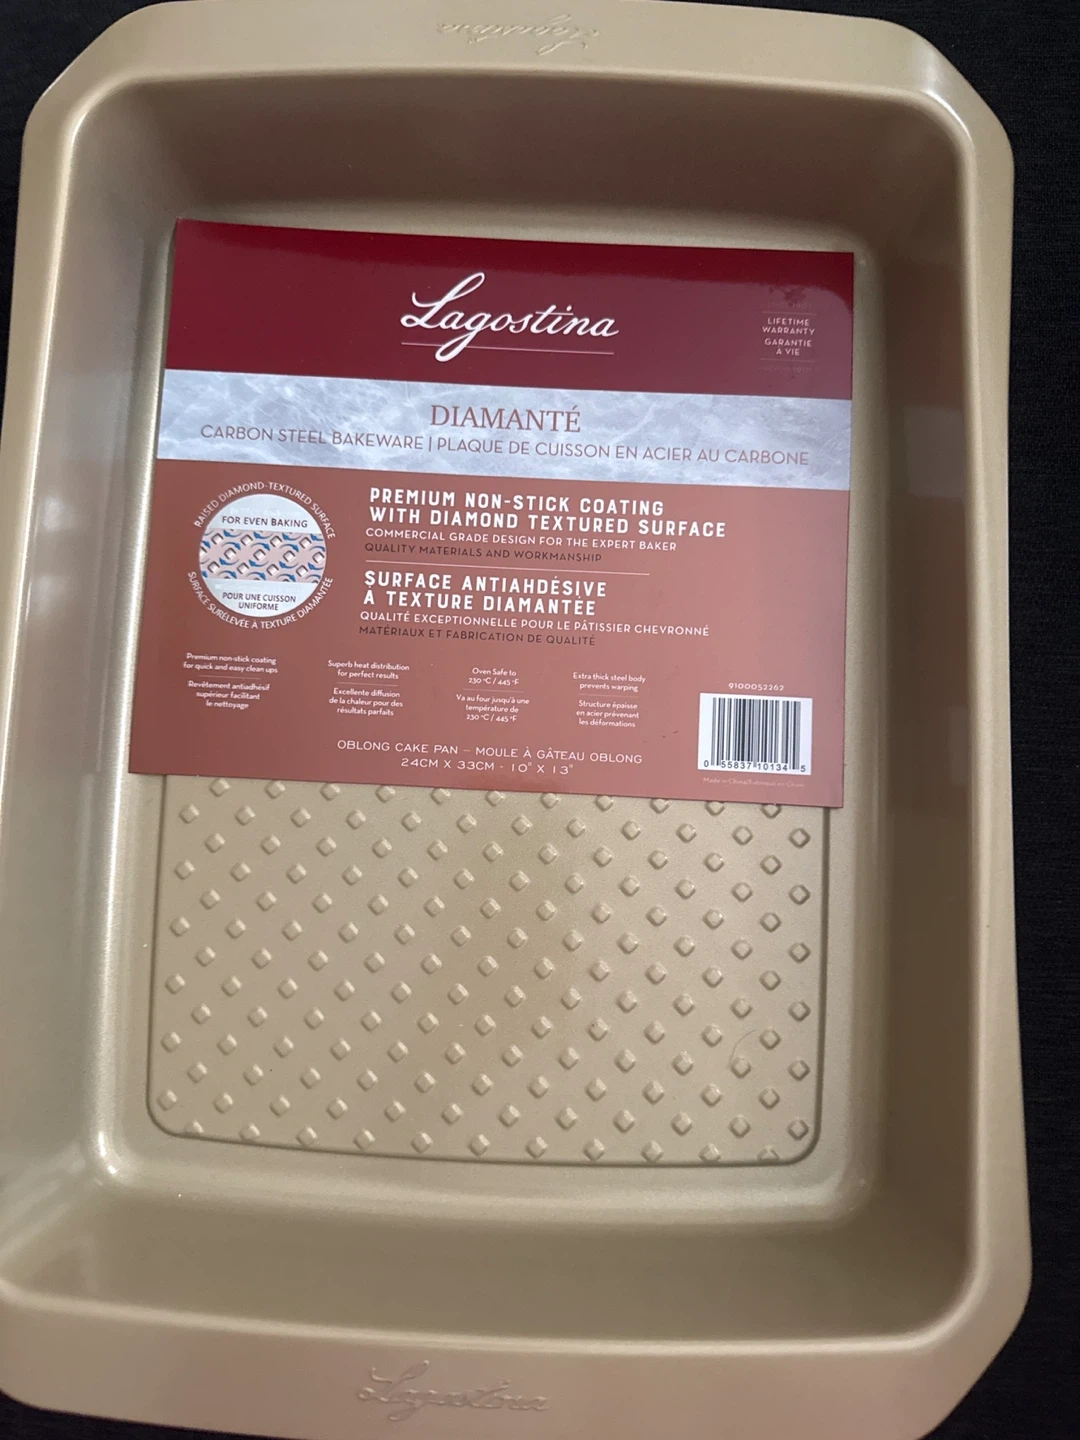 Lagostina
Lagostina
LIFETIME
WARRANTY
GARANTIE
À VIE
DIAMANTÉ
CARBON STEEL BAKEWARE | PLAQUE DE CUISSON EN ACIER AU CARBONE
RAISED DIAMOND-TEXTURED SURFACE
FOR EVEN BAKING
POUR UNE CUISSON
UNIFORME
SURFACE SURÉLEVÉE À TEXTURE DIAMANTÉE
PREMIUM NON-STICK COATING
WITH DIAMOND TEXTURED SURFACE
COMMERCIAL GRADE DESIGN FOR THE EXPERT BAKER
QUALITY MATERIALS AND WORKMANSHIP
SURFACE ANTIAHDÉSIVE
À TEXTURE DIAMANTÉE
QUALITÉ EXCEPTIONNELLE POUR LE PÂTISSIER CHEVRONNÉ
MATÉRIAUX ET FABRICATION DE QUALITÉ
Premium non-stick coating
for quick and easy clean ups
Revêtement antiadhésif
supérieur facilitant
le nettoyage
Superb heat distribution
for perfect results
Excellente diffusion
de la chaleur pour des
résultats parfaits
Oven Safe to
230 °C / 445 °F
Va au four jusqu'à une
température de
230 °C / 445 °F
Extra thick steel body
prevents warping
Structure épaisse
en acier prévenant
les déformations
9100052262
0 55837 10134 5
Made in China/Fabriqué en Chine
OBLONG CAKE PAN – MOULE À GÂTEAU OBLONG
24CM X 33CM - 10" X 13"
Lagostina